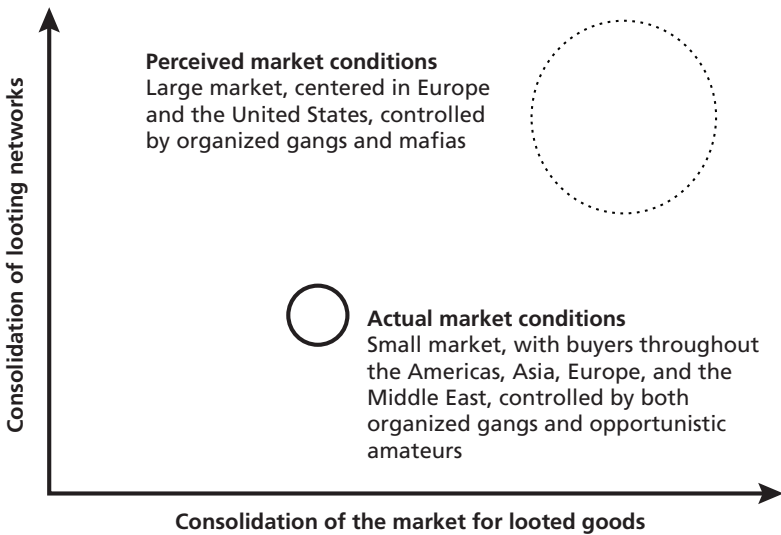 Consolidation of looting networks
Perceived market conditions
Large market, centered in Europe
and the United States, controlled
by organized gangs and mafias
Actual market conditions
Small market, with buyers throughout
the Americas, Asia, Europe, and the
Middle East, controlled by both
organized gangs and opportunistic
amateurs
Consolidation of the market for looted goods